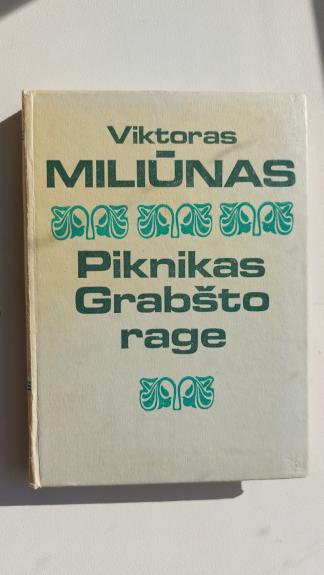 Viktoras
MILIŪNAS
Piknikas
Grabšto
rage